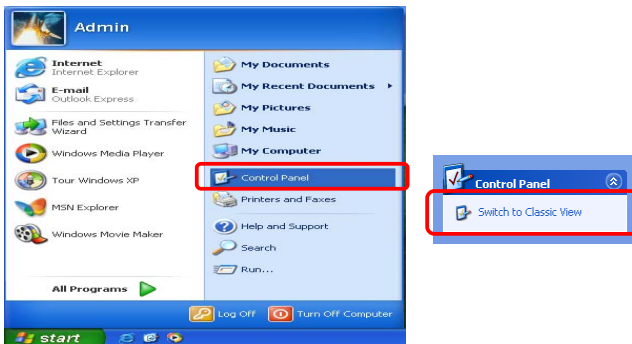 Admin
Internet
Internet Explorer
E-mail
Outlook Express
Files and Settings Transfer
Wizard
Windows Media Player
Tour Windows XP
MSN Explorer
Windows Movie Maker
All Programs
My Documents
My Recent Documents
My Pictures
My Music
My Computer
Control Panel
Printers and Faxes
Help and Support
Search
Run...
Log Off
Turn Off Computer
start
Control Panel
Switch to Classic View